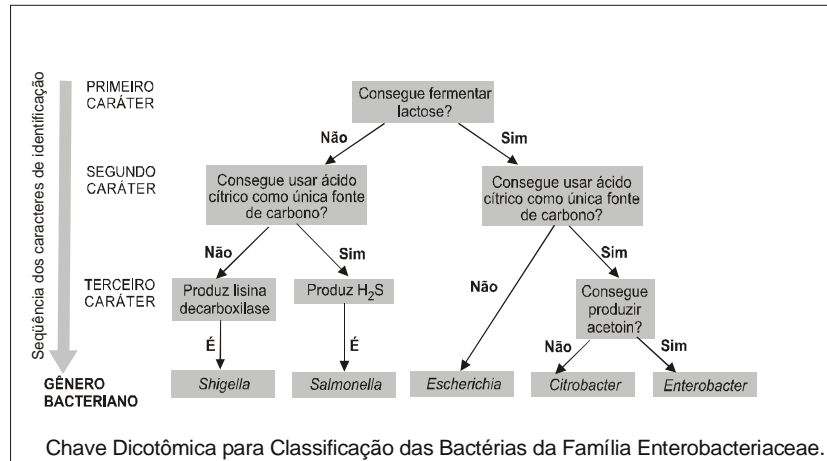 Seqüência dos caracteres de identificação
PRIMEIRO
CARÁTER
Consegue fermentar
lactose?
Não
Sim
SEGUNDO
CARÁTER
Consegue usar ácido
cítrico como única fonte
de carbono?
Consegue usar ácido
cítrico como única fonte
de carbono?
Não
Sim
Não
Sim
TERCEIRO
CARÁTER
Produz lisina
decarboxilase
Produz H₂S
Consegue
produzir
acetoin?
É
É
Não
Sim
GÊNERO
BACTERIANO
Shigella
Salmonella
Escherichia
Citrobacter
Enterobacter
Chave Dicotômica para Classificação das Bactérias da Família Enterobacteriaceae.